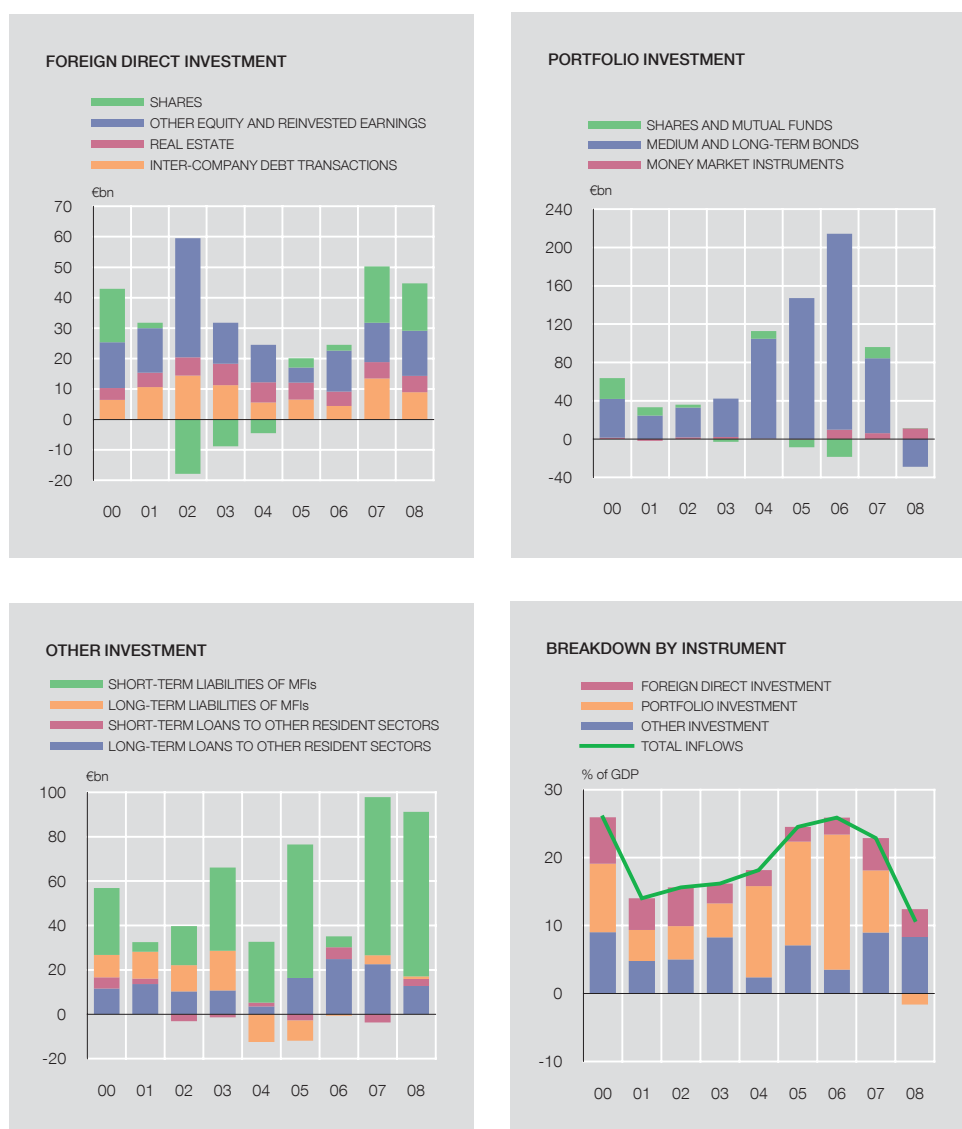 FOREIGN DIRECT INVESTMENT
SHARES
OTHER EQUITY AND REINVESTED EARNINGS
REAL ESTATE
INTER-COMPANY DEBT TRANSACTIONS
€bn
70
60
50
40
30
20
10
0
-10
-20
00 01 02 03 04 05 06 07 08
PORTFOLIO INVESTMENT
SHARES AND MUTUAL FUNDS
MEDIUM AND LONG-TERM BONDS
MONEY MARKET INSTRUMENTS
€bn
240
200
160
120
80
40
0
-40
00 01 02 03 04 05 06 07 08
OTHER INVESTMENT
SHORT-TERM LIABILITIES OF MFIs
LONG-TERM LIABILITIES OF MFIs
SHORT-TERM LOANS TO OTHER RESIDENT SECTORS
LONG-TERM LOANS TO OTHER RESIDENT SECTORS
€bn
100
80
60
40
20
0
-20
00 01 02 03 04 05 06 07 08
BREAKDOWN BY INSTRUMENT
FOREIGN DIRECT INVESTMENT
PORTFOLIO INVESTMENT
OTHER INVESTMENT
TOTAL INFLOWS
% of GDP
30
20
10
0
-10
00 01 02 03 04 05 06 07 08